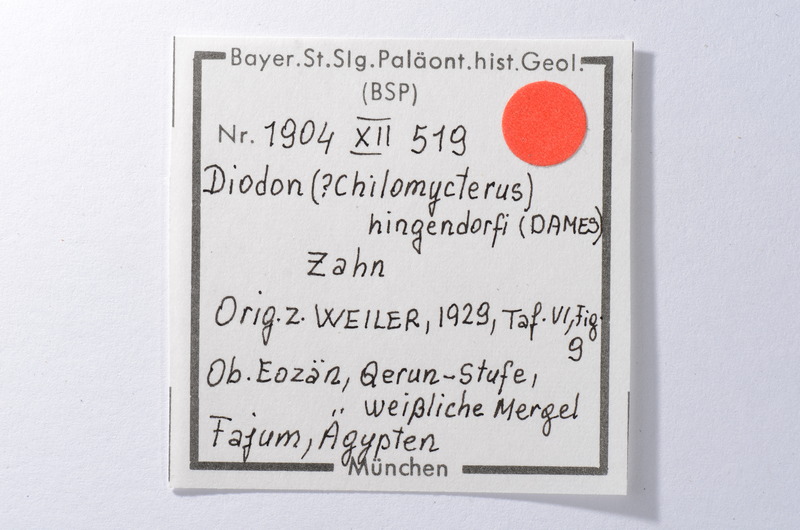 Bayer.St.Slg.Paläont.hist.Geol.
(BSP)
Nr. 1904 XII 519
Diodon (?Chilomycterus)
hingendorfi (DAMES)
Zahn
Orig.z. WEILER, 1929, Taf. VI, Fig.
9
Ob. Eozän, Qerun-Stufe,
weißliche Mergel
Fajum, Ägypten
München